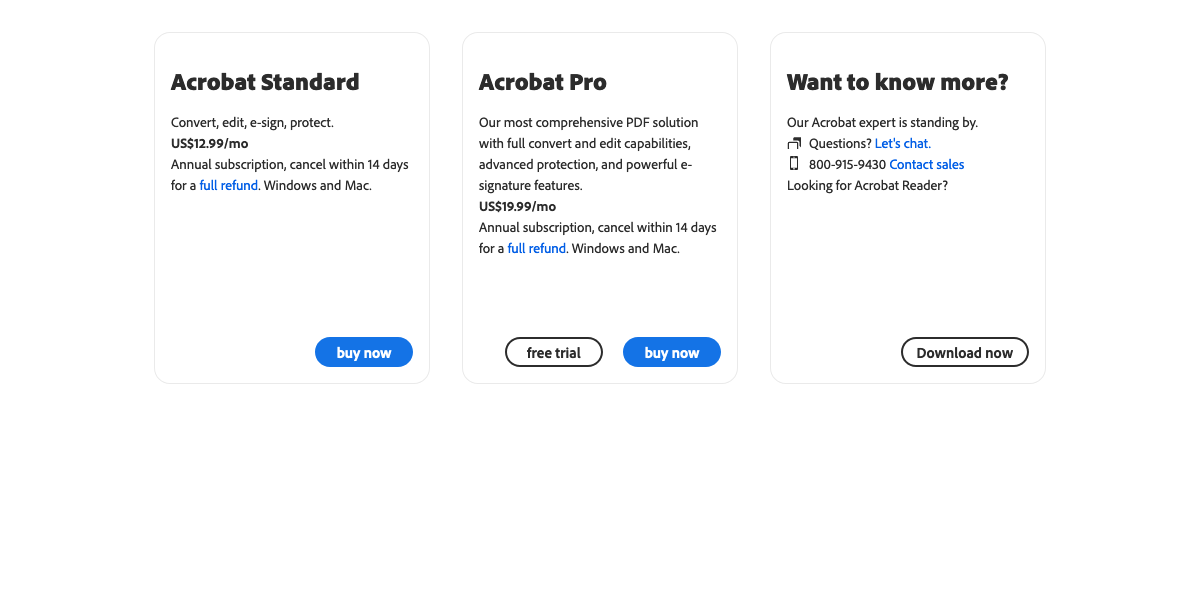 Acrobat Standard
Convert, edit, e-sign, protect.
US$12.99/mo
Annual subscription, cancel within 14 days
for a full refund. Windows and Mac.
buy now
Acrobat Pro
Our most comprehensive PDF solution
with full convert and edit capabilities,
advanced protection, and powerful e-
signature features.
US$19.99/mo
Annual subscription, cancel within 14 days
for a full refund. Windows and Mac.
free trial
buy now
Want to know more?
Our Acrobat expert is standing by.
Questions? Let's chat.
800-915-9430 Contact sales
Looking for Acrobat Reader?
Download now